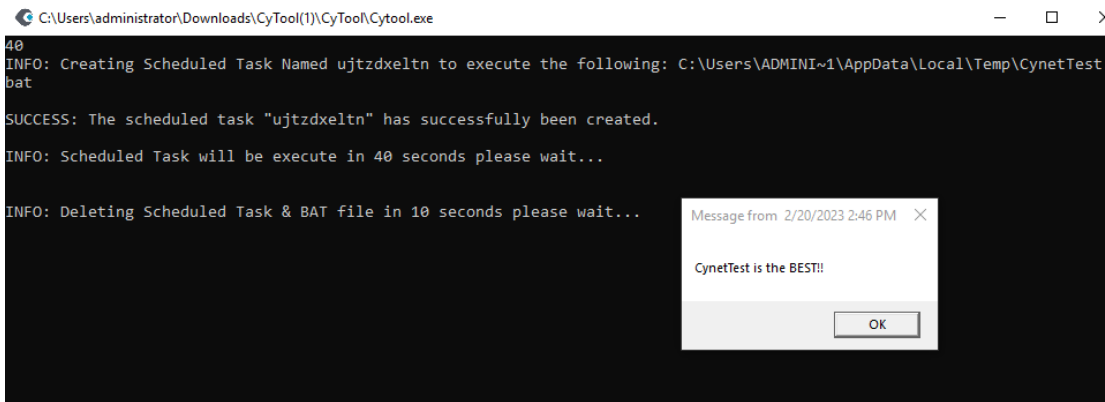 C:\Users\administrator\Downloads\CyTool(1)\CyTool\Cytool.exe
40
INFO: Creating Scheduled Task Named ujtzdxeltn to execute the following: C:\Users\ADMINI~1\AppData\Local\Temp\CynetTest
bat
SUCCESS: The scheduled task "ujtzdxeltn" has successfully been created.
INFO: Scheduled Task will be execute in 40 seconds please wait...
INFO: Deleting Scheduled Task & BAT file in 10 seconds please wait...
Message from 2/20/2023 2:46 PM
CynetTest is the BEST!!
OK